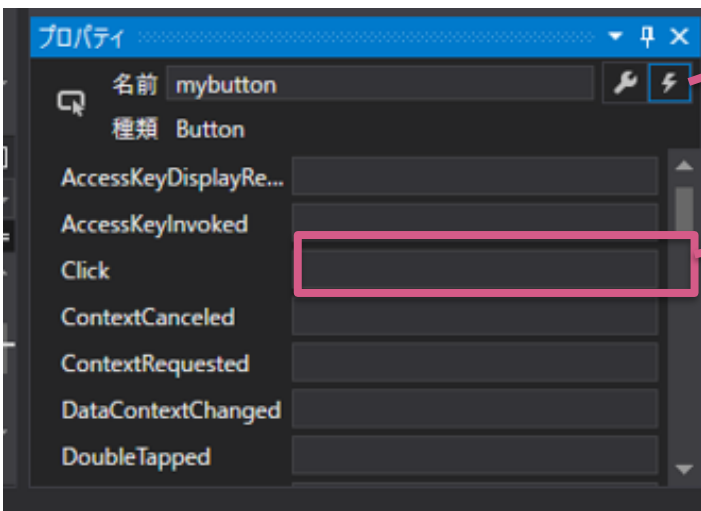 プロパティ
名前 mybutton
種類 Button
AccessKeyDisplayRe...
AccessKeyInvoked
Click
ContextCanceled
ContextRequested
DataContextChanged
DoubleTapped